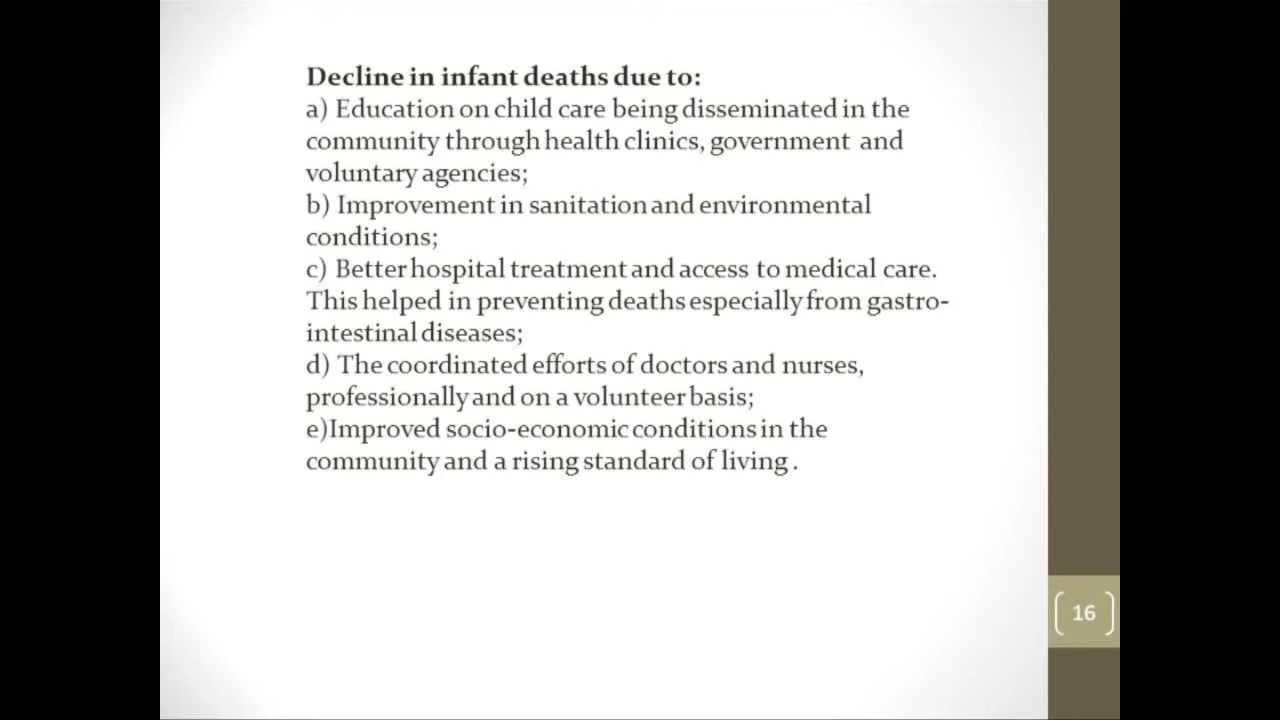 Decline in infant deaths due to:
a) Education on child care being disseminated in the
community through health clinics, government and
voluntary agencies;
b) Improvement in sanitation and environmental
conditions;
c) Better hospital treatment and access to medical care.
This helped in preventing deaths especially from gastro-
intestinal diseases;
d) The coordinated efforts of doctors and nurses,
professionally and on a volunteer basis;
e)Improved socio-economic conditions in the
community and a rising standard of living .
16